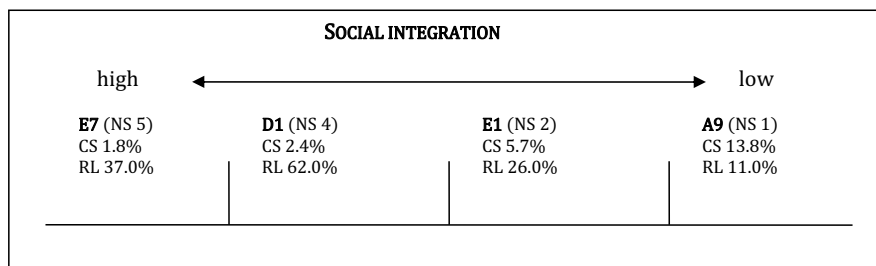 SOCIAL INTEGRATION
high low
E7 (NS 5) D1 (NS 4) E1 (NS 2) A9 (NS 1)
CS 1.8% CS 2.4% CS 5.7% CS 13.8%
RL 37.0% RL 62.0% RL 26.0% RL 11.0%